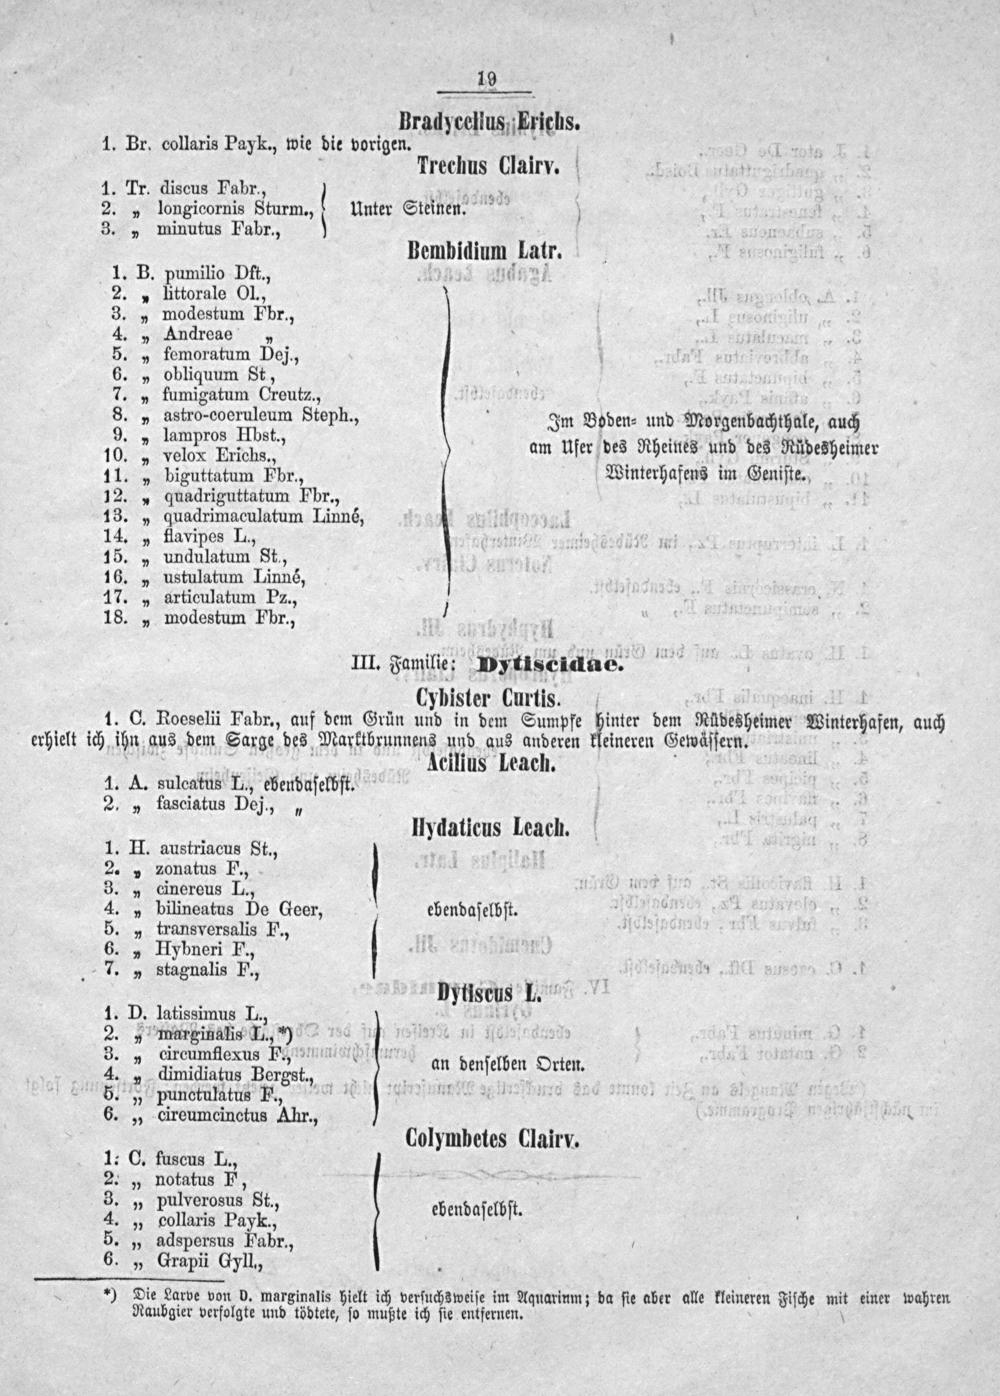 19
Bradycellus Erichs.
1. Br. collaris Payk., wie die vorigen.
Trechus Clairv.
1. Tr. discus Fabr.,
2. „ longicornis Sturm., Unter Steinen.
3. „ minutus Fabr.,
Bembidium Latr.
1. B. pumilio Dft.,
2. „ littorale Ol.,
3. „ modestum Fbr.,
4. „ Andreae „
5. „ femoratum Dej.,
6. „ obliquum St,
7. „ fumigatum Creutz.,
8. „ astro-coeruleum Steph.,
9. „ lampros Hbst.,
10. „ velox Erichs.,
11. „ biguttatum Fbr.,
12. „ quadriguttatum Fbr.,
13. „ quadrimaculatum Linné,
14. „ flavipes L.,
15. „ undulatum St.,
16. „ ustulatum Linné,
17. „ articulatum Pz.,
18. „ modestum Fbr.,
Im Boden= und Morgenbachthale, auch
am Ufer des Rheines und des Rüdesheimer
Winterhafens im Geniste.
III. Familie: Dytiscidae.
Cybister Curtis.
1. C. Roeselii Fabr., auf dem Grün und in dem Sumpfe hinter dem Rüdesheimer Winterhafen, auch
erhielt ich ihn aus dem Sarge des Marktbrunnens und aus anderen kleineren Gewässern.
Acilius Leach.
1. A. sulcatus L., ebendaselbst.
2. „ fasciatus Dej., „
Hydaticus Leach.
1. H. austriacus St.,
2. „ zonatus F.,
3. „ cinereus L.,
4. „ bilineatus De Geer,
5. „ transversalis F.,
6. „ Hybneri F.,
7. „ stagnalis F.,
ebendaselbst.
Dytiscus L.
1. D. latissimus L.,
2. „ marginalis L., *)
3. „ circumflexus F.,
4. „ dimidiatus Bergst.,
5. „ punctulatus F.,
6. „ circumcinctus Ahr.,
an denselben Orten.
Colymbetes Clairv.
1. C. fuscus L.,
2. „ notatus F,
3. „ pulverosus St.,
4. „ collaris Payk.,
5. „ adspersus Fabr.,
6. „ Grapii Gyll.,
ebendaselbst.
*) Die Larve von D. marginalis hielt ich versuchsweise im Aquarium; da sie aber alle kleineren Fische mit einer wahren
Raubgier verfolgte und tödtete, so mußte ich sie entfernen.